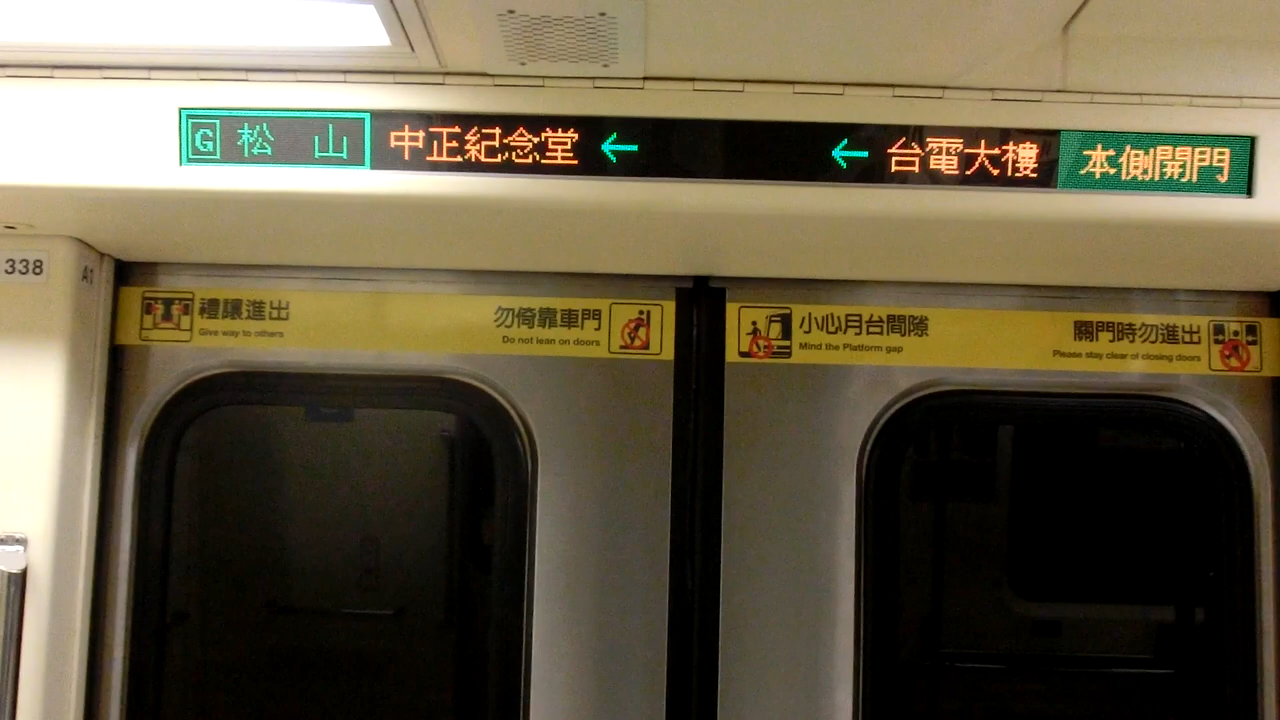 G 松 山 中正紀念堂 ← ← 台電大樓 本側開門
338
A1
禮讓進出
Give way to others
勿倚靠車門
Do not lean on doors
小心月台間隙
Mind the Platform gap
關門時勿進出
Please stay clear of closing doors